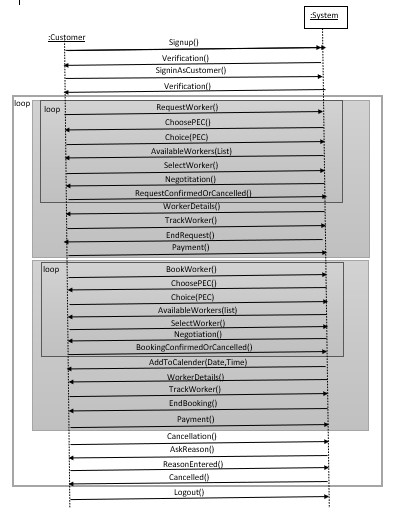 :System
:Customer
Signup()
Verification()
SigninAsCustomer()
Verification()
loop
loop
RequestWorker()
ChoosePEC()
Choice(PEC)
AvailableWorkers(List)
SelectWorker()
Negotitation()
RequestConfirmedOrCancelled()
WorkerDetails()
TrackWorker()
EndRequest()
Payment()
loop
BookWorker()
ChoosePEC()
Choice(PEC)
AvailableWorkers(list)
SelectWorker()
Negotiation()
BookingConfirmedOrCancelled()
AddToCalender(Date,Time)
WorkerDetails()
TrackWorker()
EndBooking()
Payment()
Cancellation()
AskReason()
ReasonEntered()
Cancelled()
Logout()